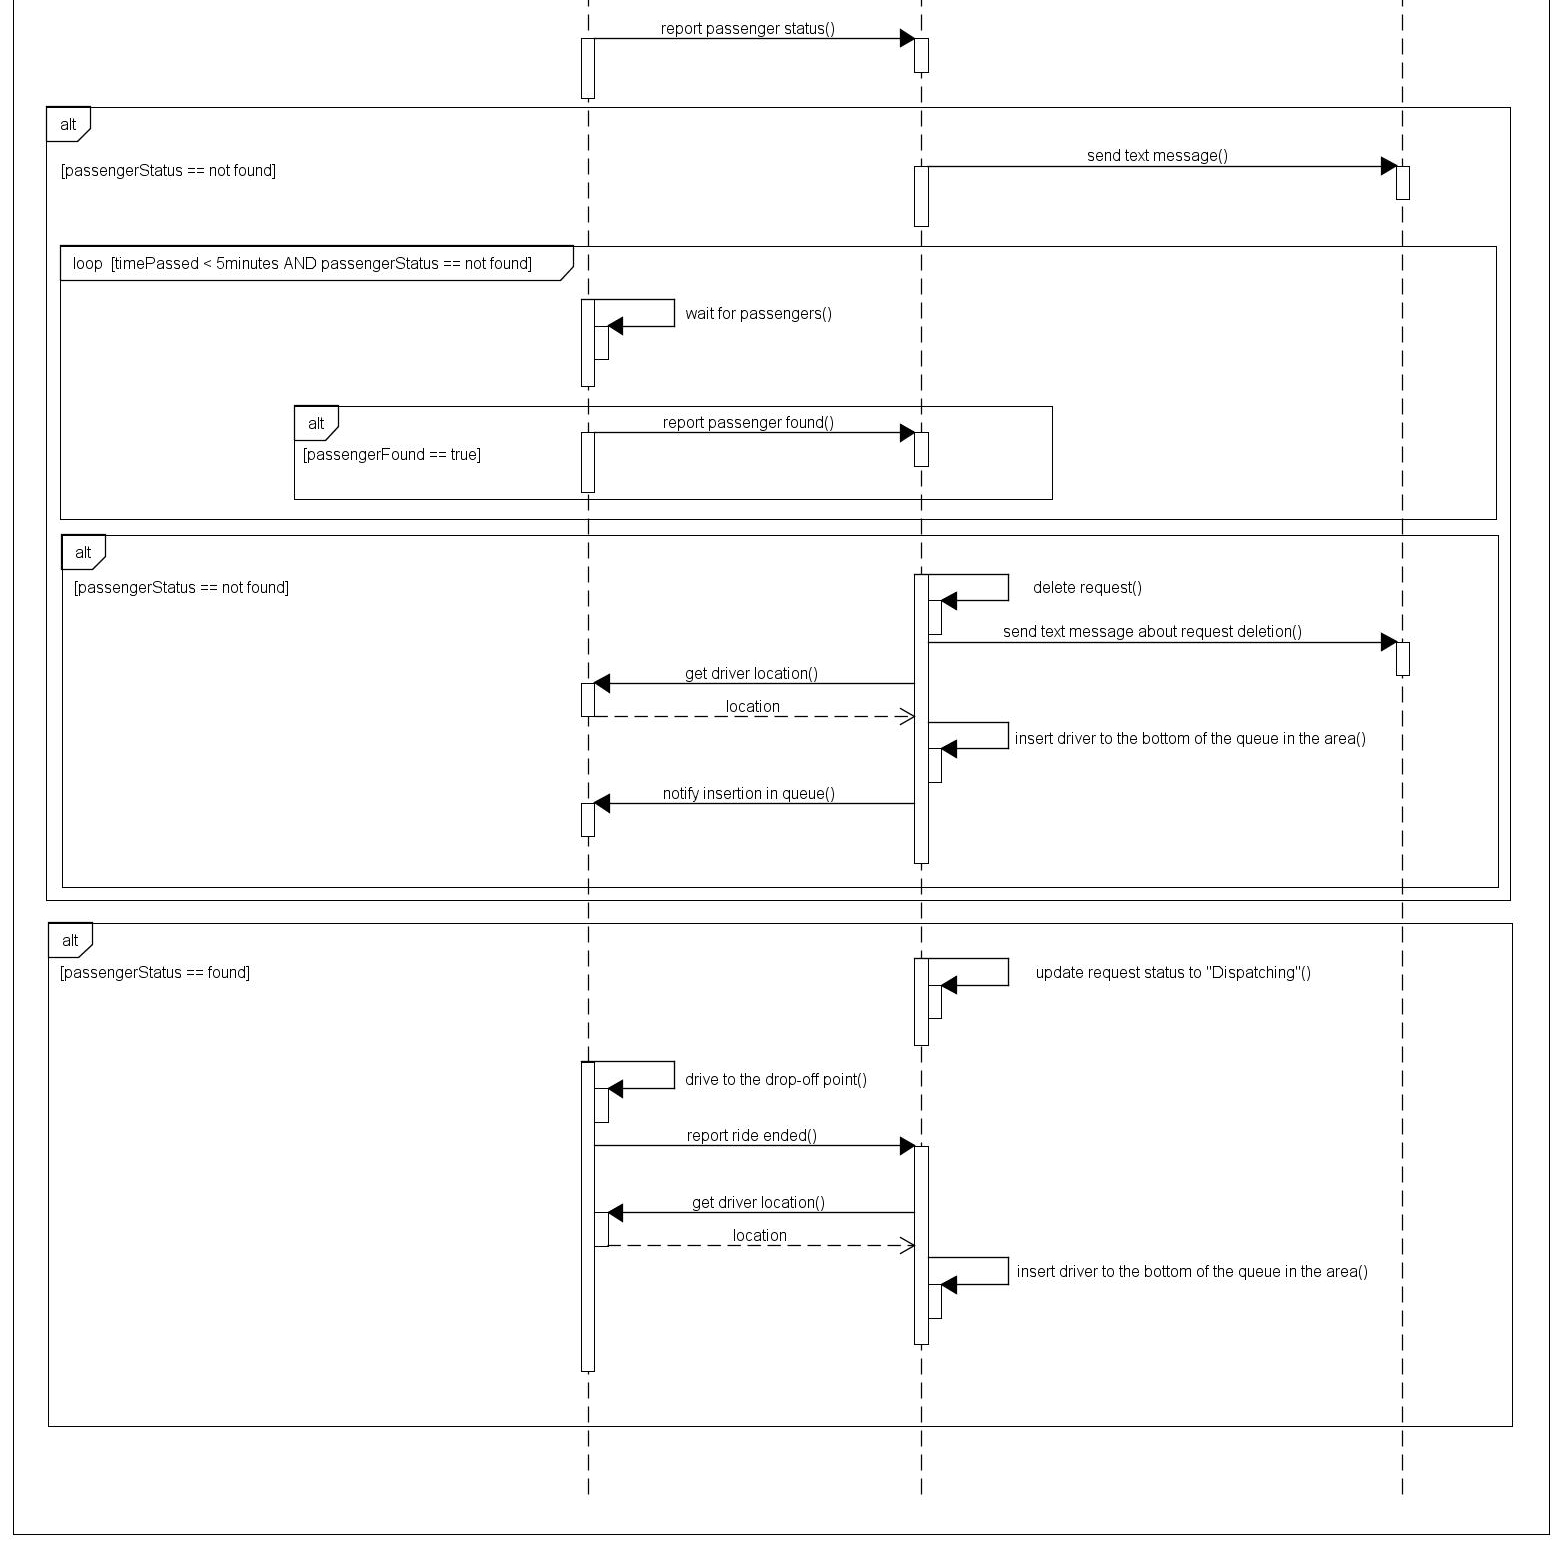 report passenger status()
alt
send text message()
[passengerStatus == not found]
loop [timePassed < 5minutes AND passengerStatus == not found]
wait for passengers()
alt
report passenger found()
[passengerFound == true]
alt
[passengerStatus == not found]
delete request()
send text message about request deletion()
get driver location()
location
insert driver to the bottom of the queue in the area()
notify insertion in queue()
alt
[passengerStatus == found]
update request status to "Dispatching"()
drive to the drop-off point()
report ride ended()
get driver location()
location
insert driver to the bottom of the queue in the area()